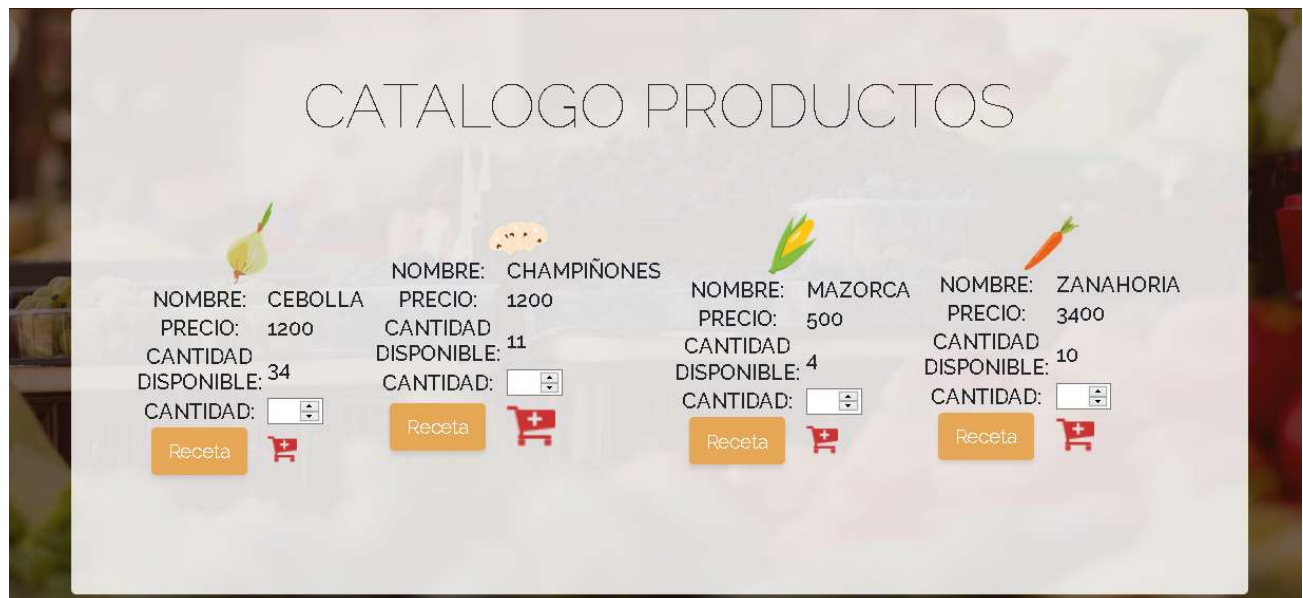 CATALOGO PRODUCTOS
NOMBRE: CEBOLLA
PRECIO: 1200
CANTIDAD
DISPONIBLE: 34
CANTIDAD:
Receta
NOMBRE: CHAMPIÑONES
PRECIO: 1200
CANTIDAD
DISPONIBLE: 11
CANTIDAD:
Receta
NOMBRE: MAZORCA
PRECIO: 500
CANTIDAD
DISPONIBLE: 4
CANTIDAD:
Receta
NOMBRE: ZANAHORIA
PRECIO: 3400
CANTIDAD
DISPONIBLE: 10
CANTIDAD:
Receta